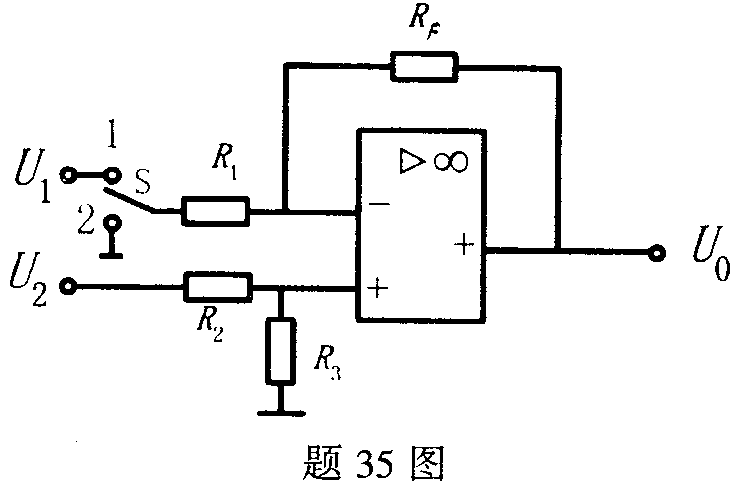 R_F
1
U_1
S
R_1
▷∞
2
-
+
U_0
U_2
+
R_2
R_3
题 35 图